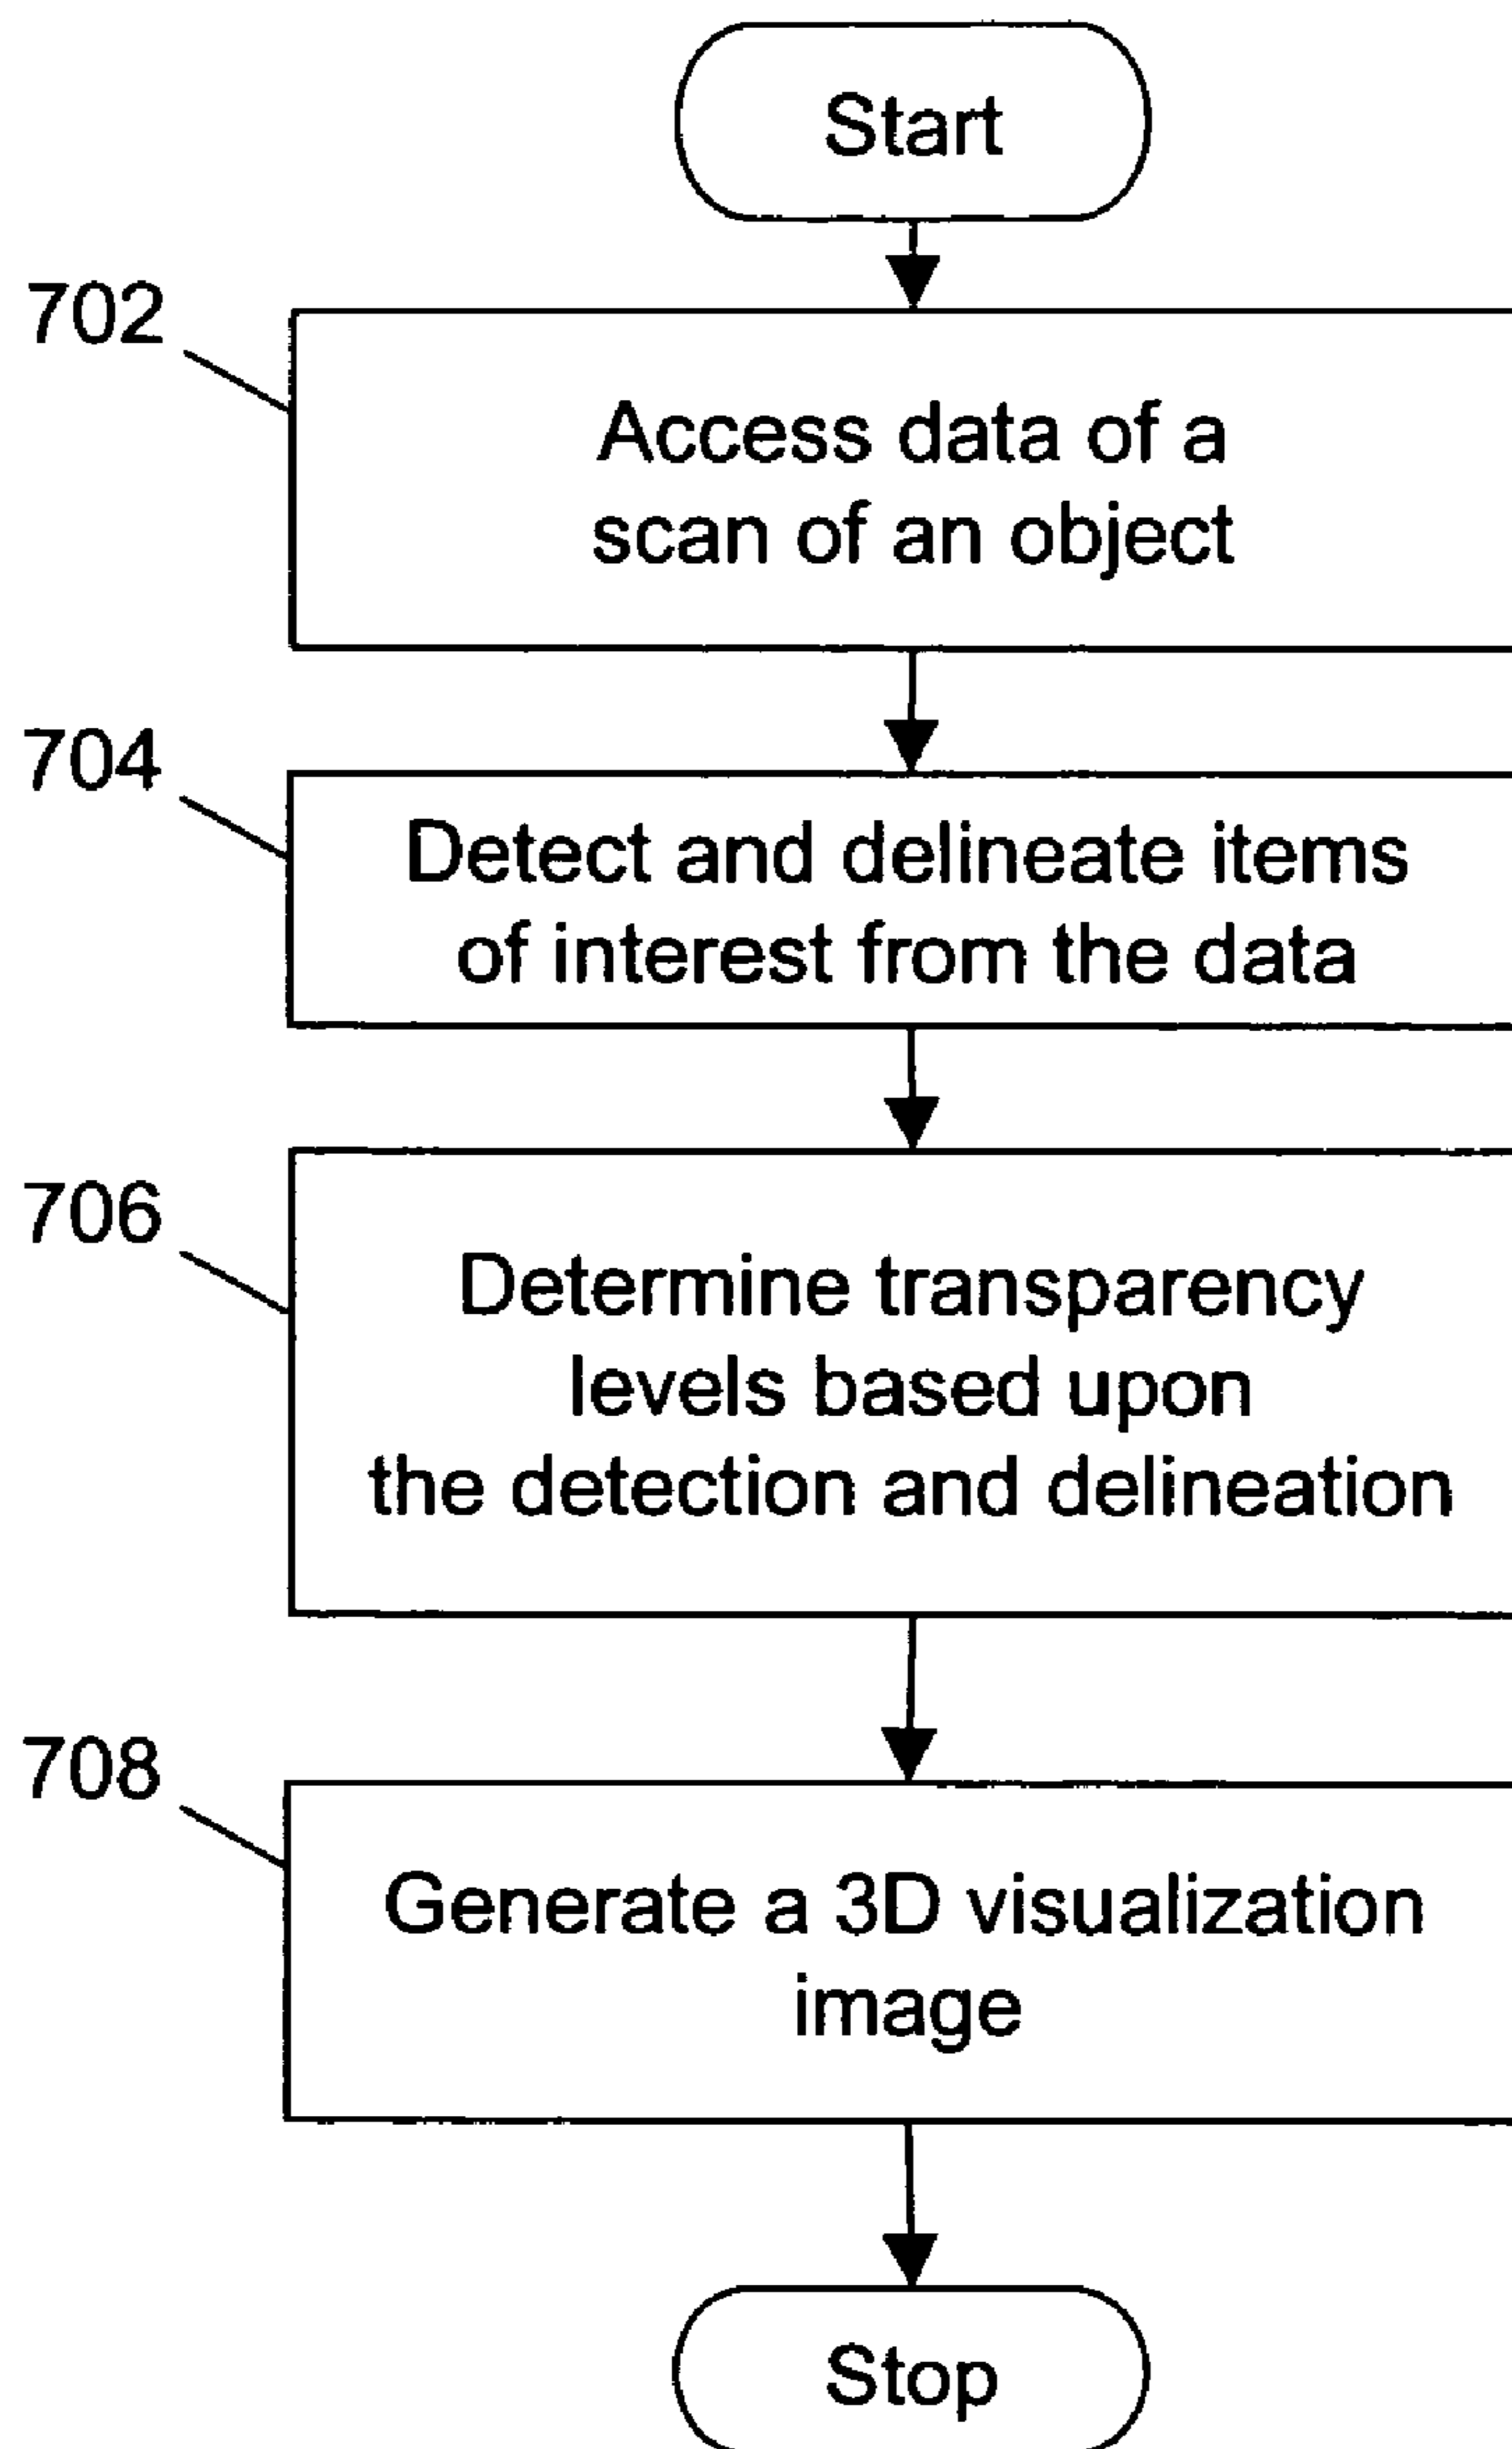 Start
702
Access data of a
scan of an object
704
Detect and delineate items
of interest from the data
706
Determine transparency
levels based upon
the detection and delineation
708
Generate a 3D visualization
image
Stop